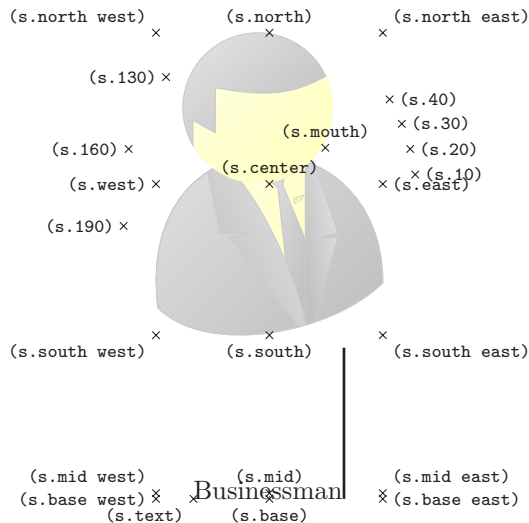 (s.north west) (s.north) (s.north east)
(s.130)
(s.40)
(s.30)
(s.mouth)
(s.160) (s.20)
(s.center)
(s.10)
(s.west) (s.east)
BP
(s.190)
(s.south west) (s.south) (s.south east)
(s.mid west) (s.mid) (s.mid east)
Businessman
(s.base west) (s.base east)
(s.text) (s.base)